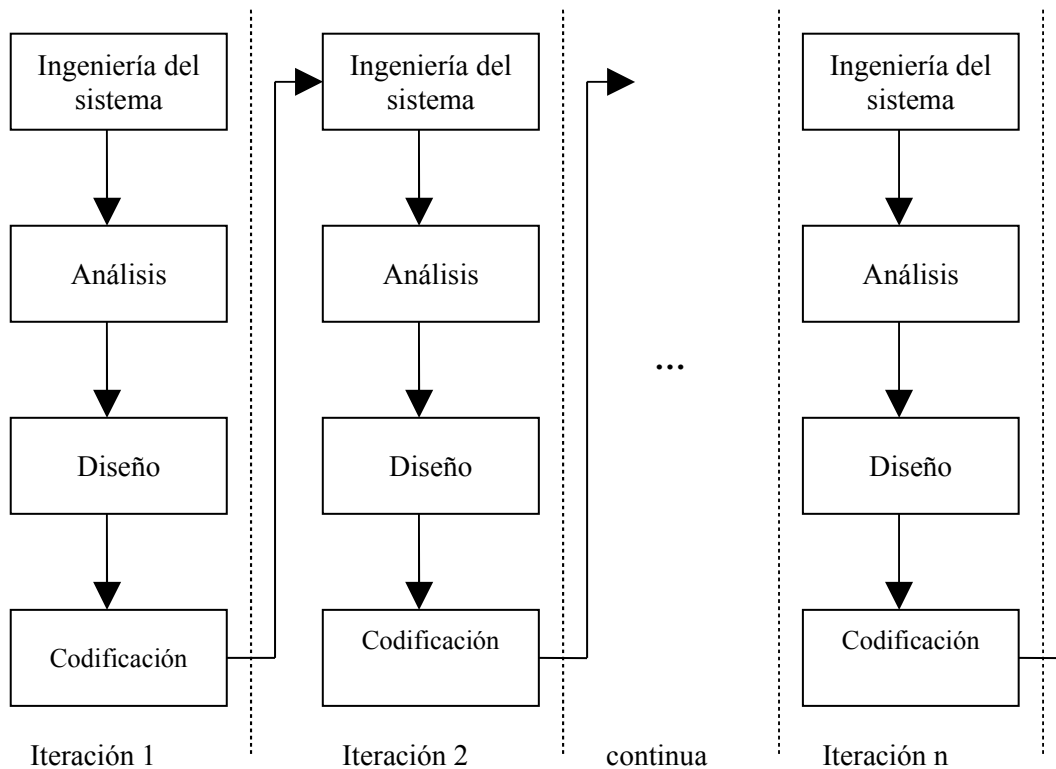 Ingeniería del
sistema
Análisis
Diseño
Codificación
Iteración 1
Ingeniería del
sistema
Análisis
Diseño
Codificación
Iteración 2
...
continua
Ingeniería del
sistema
Análisis
Diseño
Codificación
Iteración n